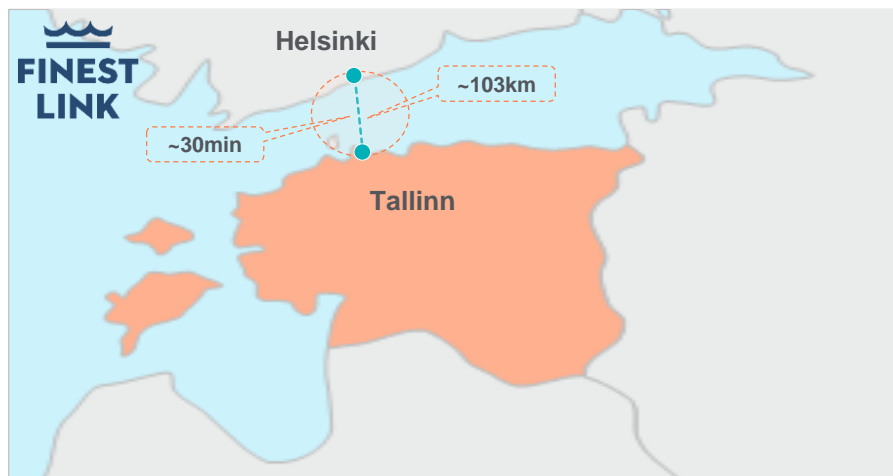 FINEST
LINK
Helsinki
~103km
~30min
Tallinn